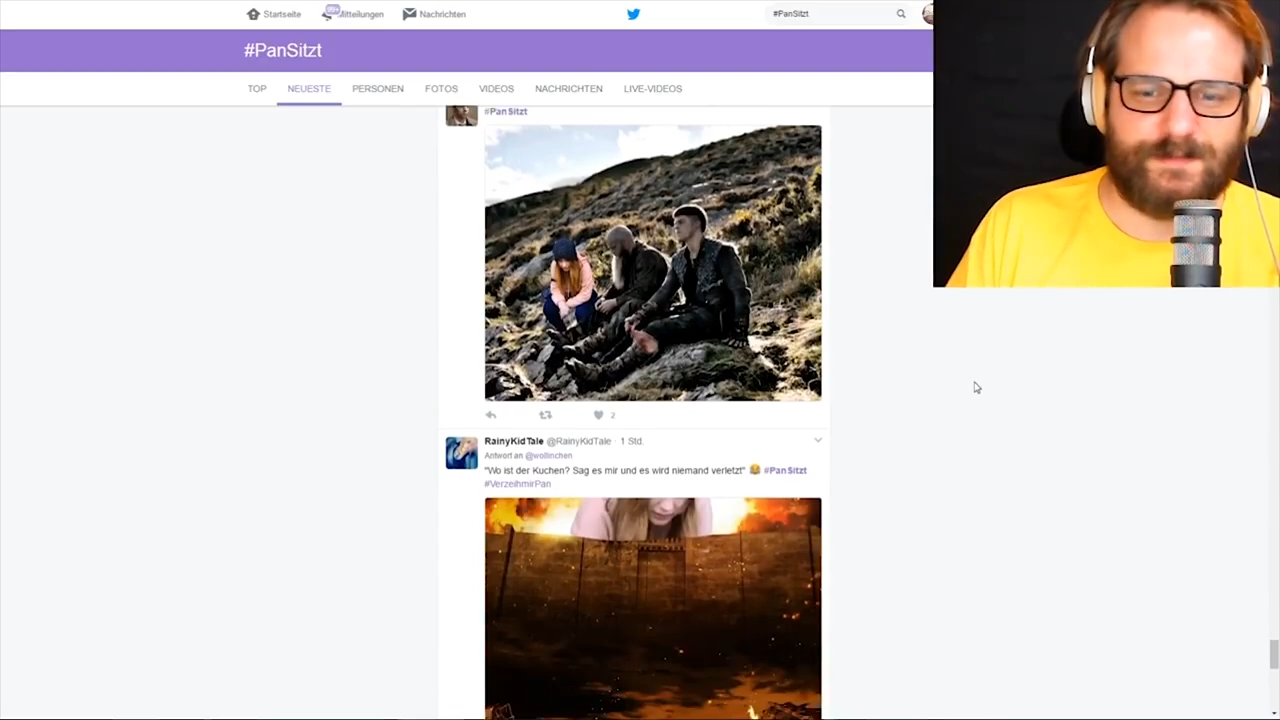 Startseite
99+
Mitteilungen
Nachrichten
#PanSitzt
#PanSitzt
TOP
NEUESTE
PERSONEN
FOTOS
VIDEOS
NACHRICHTEN
LIVE-VIDEOS
#PanSitzt
2
RainyKidTale @RainyKidTale · 1 Std.
Antwort an @wollinchen
"Wo ist der Kuchen? Sag es mir und es wird niemand verletzt" 😂 #PanSitzt
#VerzeihmirPan